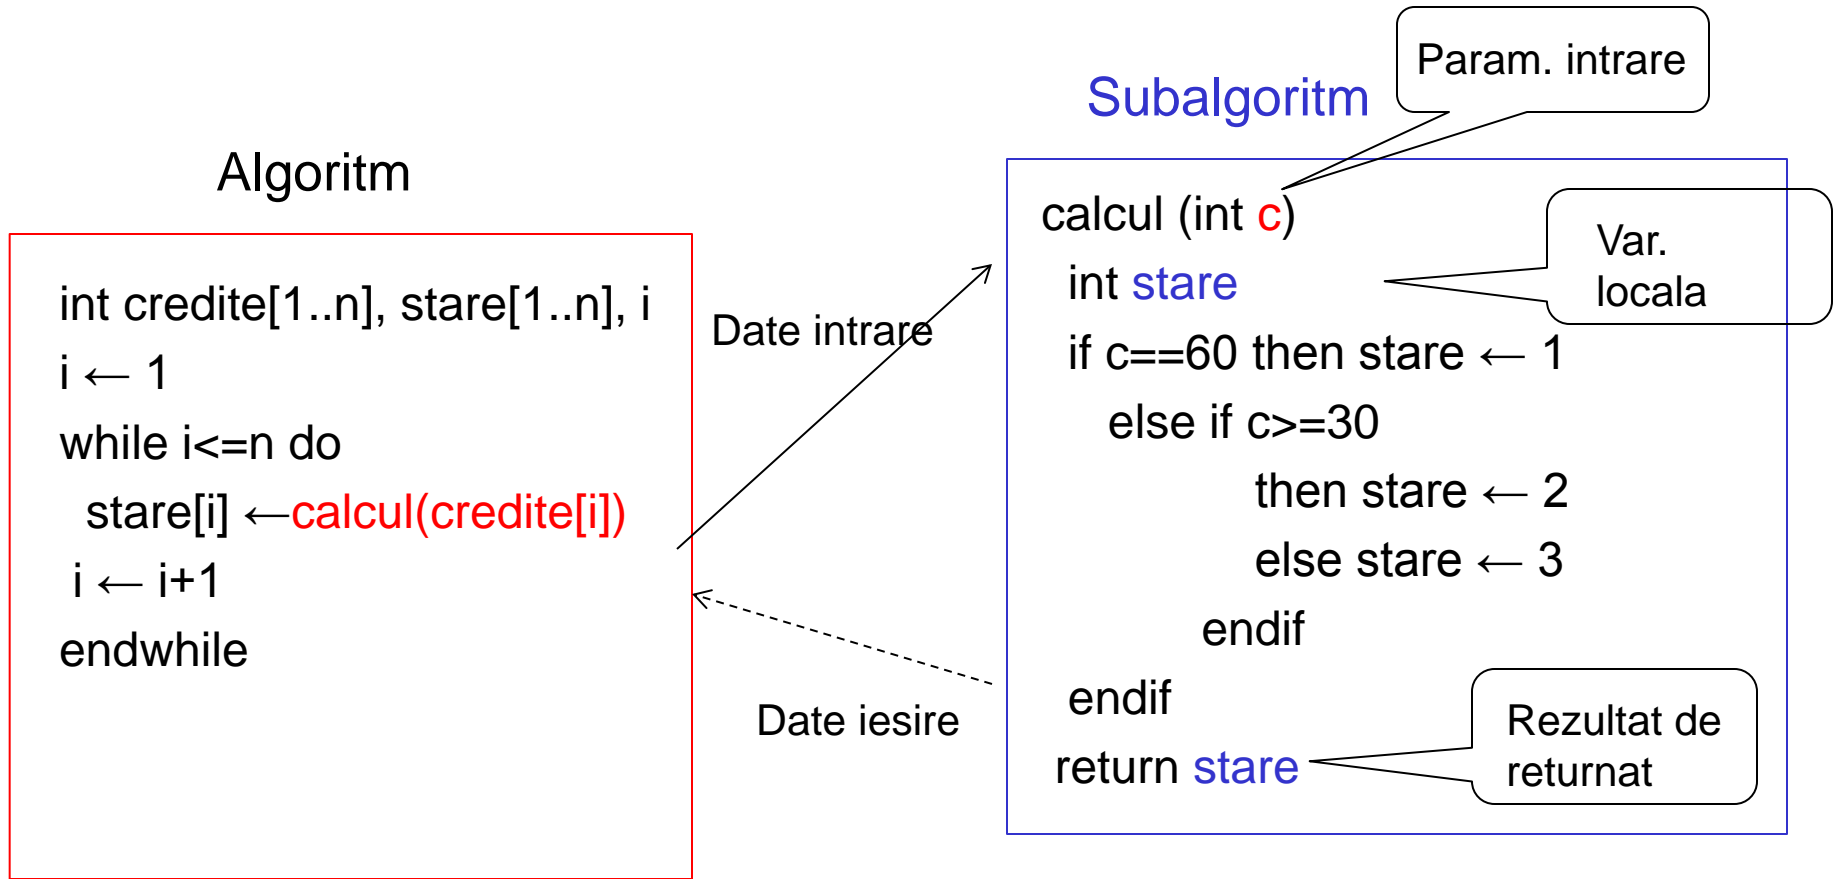 Algoritm
int credite[1..n], stare[1..n], i
i ← 1
while i<=n do
stare[i] ←calcul(credite[i])
i ← i+1
endwhile
Date intrare
Date iesire
Subalgoritm
Param. intrare
calcul (int c)
int stare
Var.
locala
if c==60 then stare ← 1
else if c>=30
then stare ← 2
else stare ← 3
endif
endif
return stare
Rezultat de
returnat